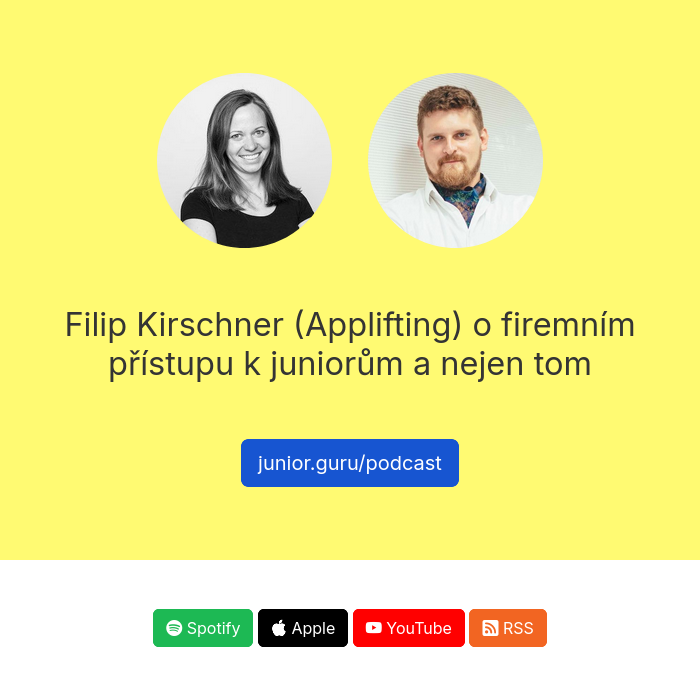 Filip Kirschner (Applifting) o firemním
přístupu k juniorům a nejen tom
junior.guru/podcast
Spotify
Apple
YouTube
RSS